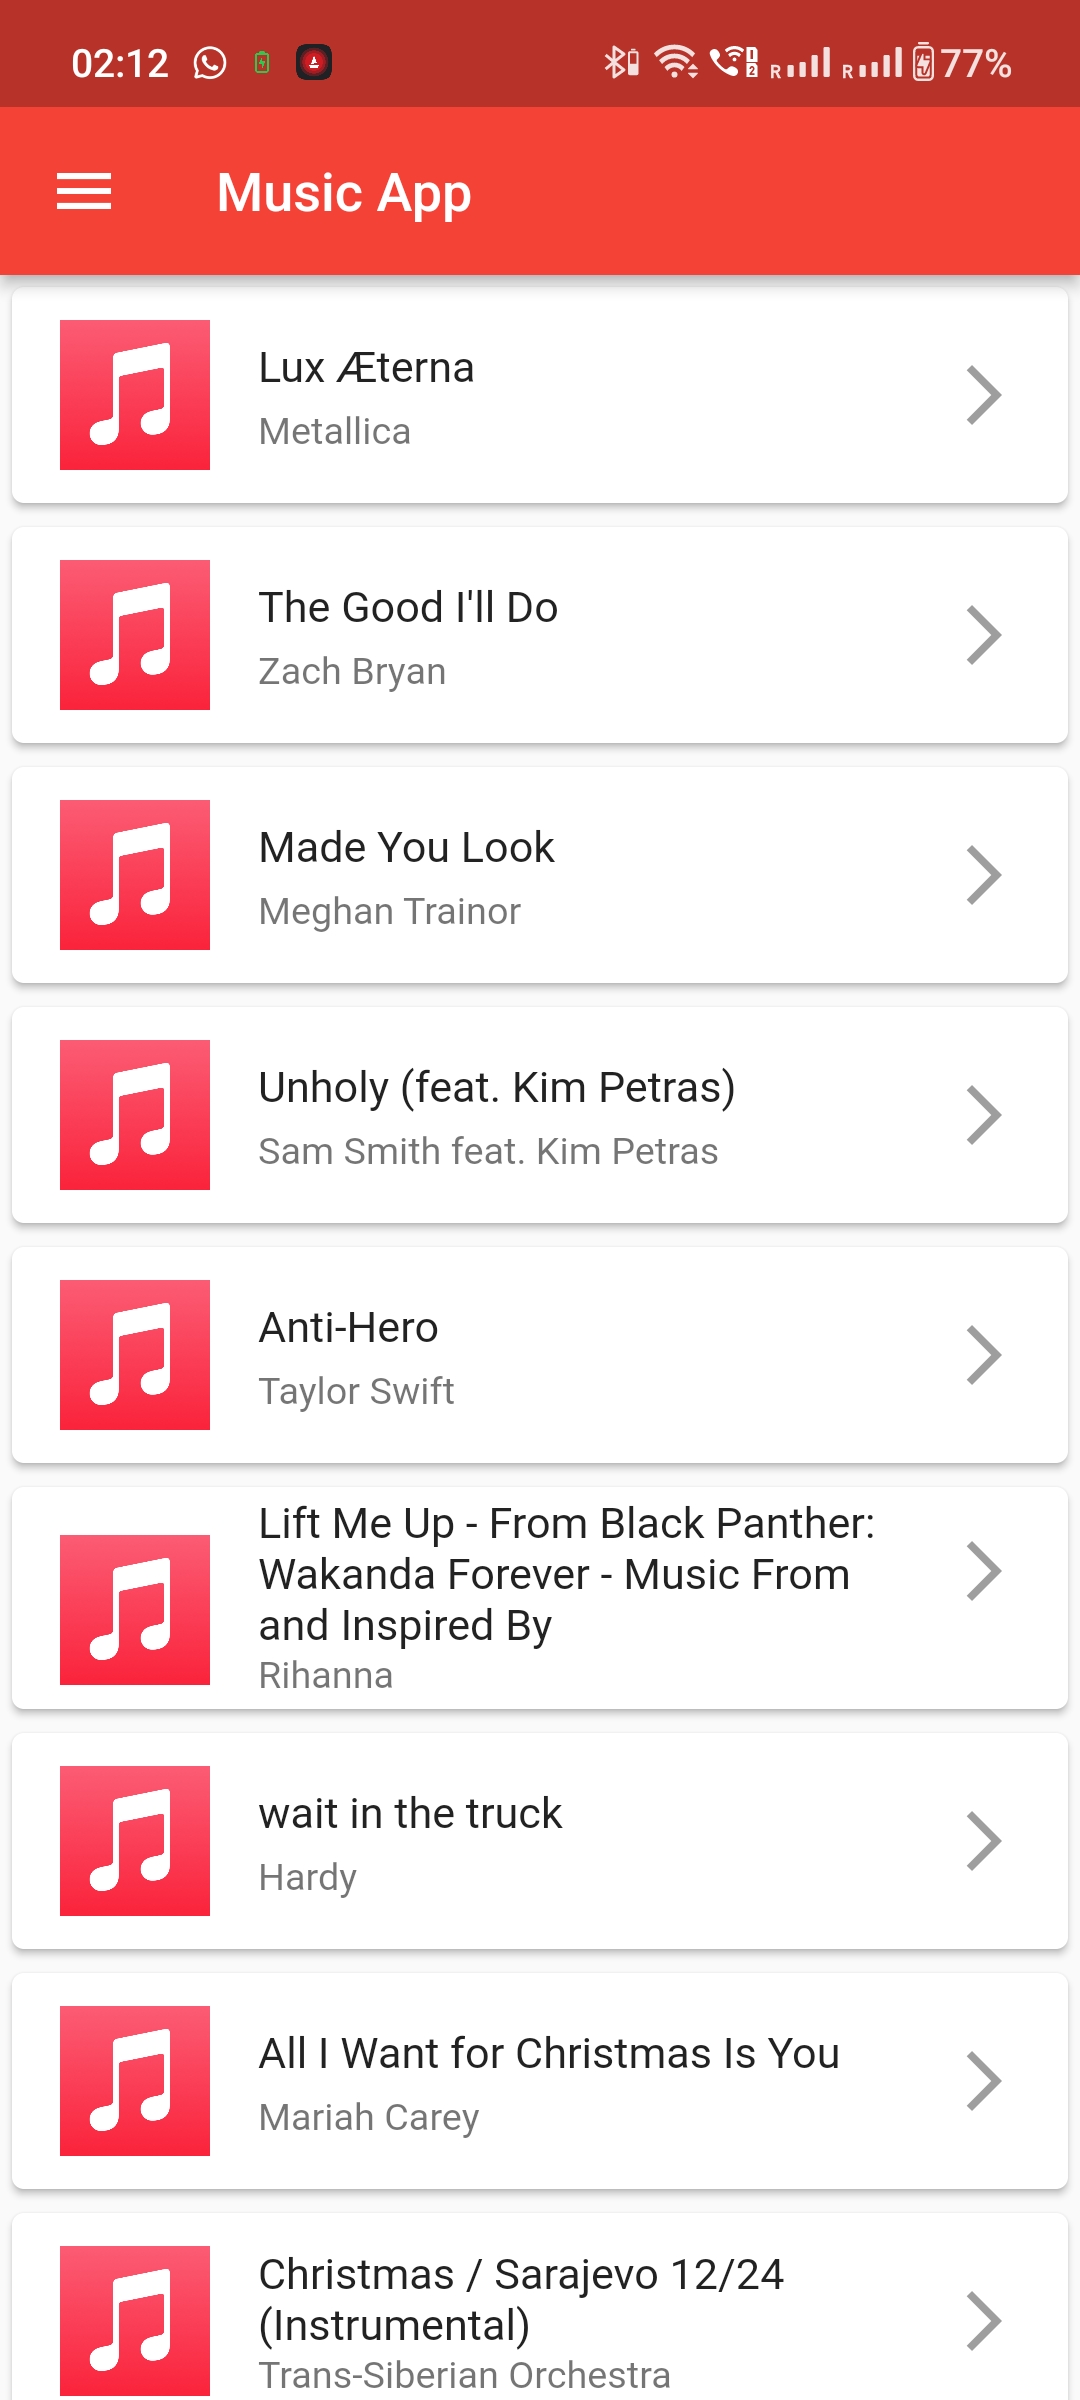 02:12 77%
Music App
Lux Æterna
Metallica
The Good I'll Do
Zach Bryan
Made You Look
Meghan Trainor
Unholy (feat. Kim Petras)
Sam Smith feat. Kim Petras
Anti-Hero
Taylor Swift
Lift Me Up - From Black Panther:
Wakanda Forever - Music From
and Inspired By
Rihanna
wait in the truck
Hardy
All I Want for Christmas Is You
Mariah Carey
Christmas / Sarajevo 12/24
(Instrumental)
Trans-Siberian Orchestra